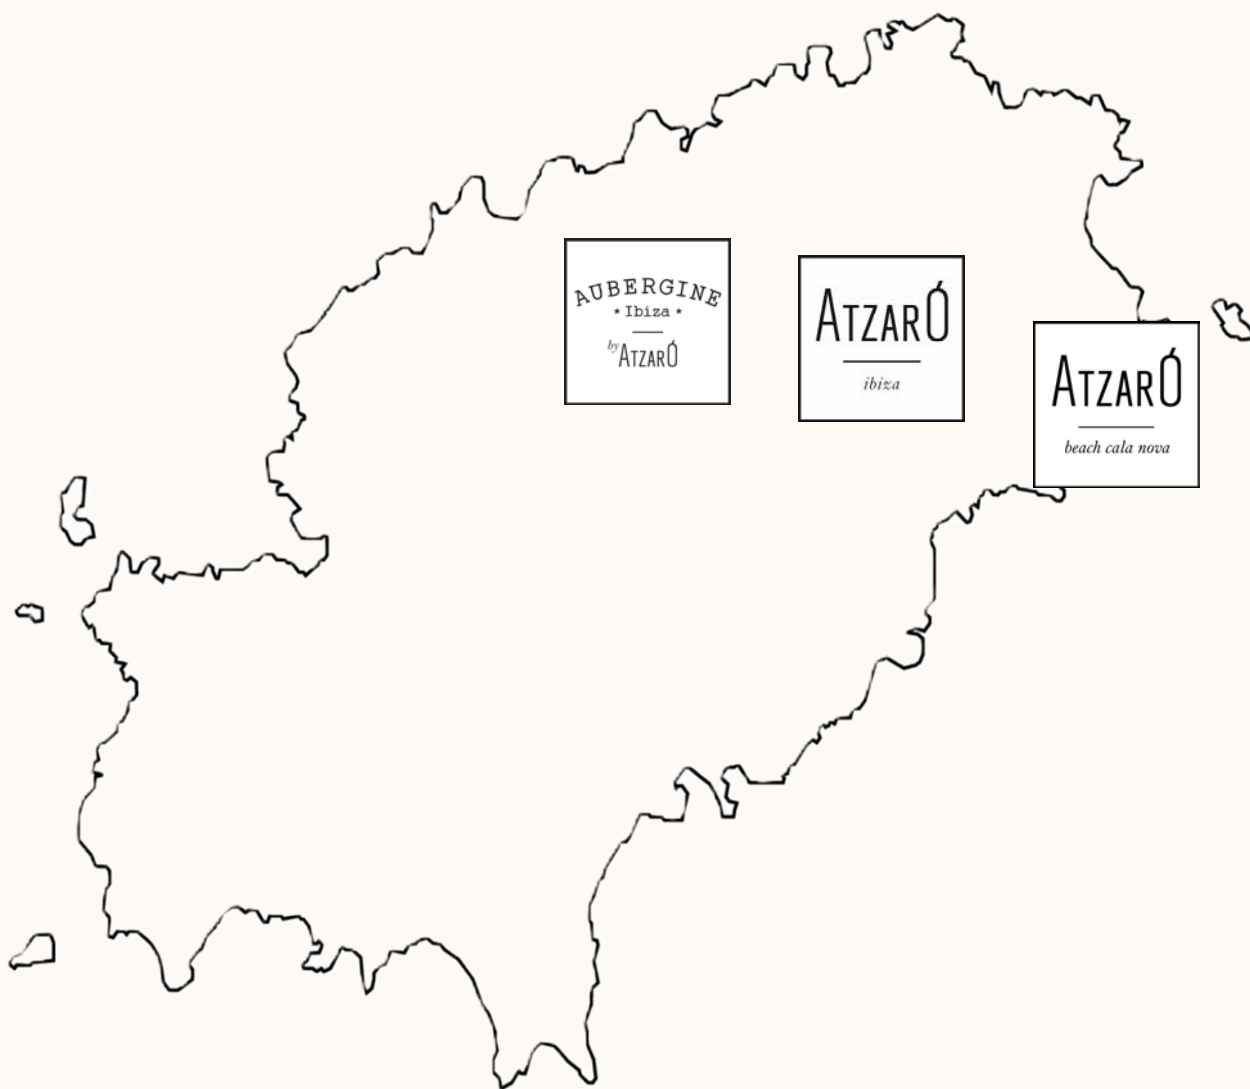 AUBERGINE
★ Ibiza ★
by ATZARÓ
ATZARÓ
ibiza
ATZARÓ
beach cala nova